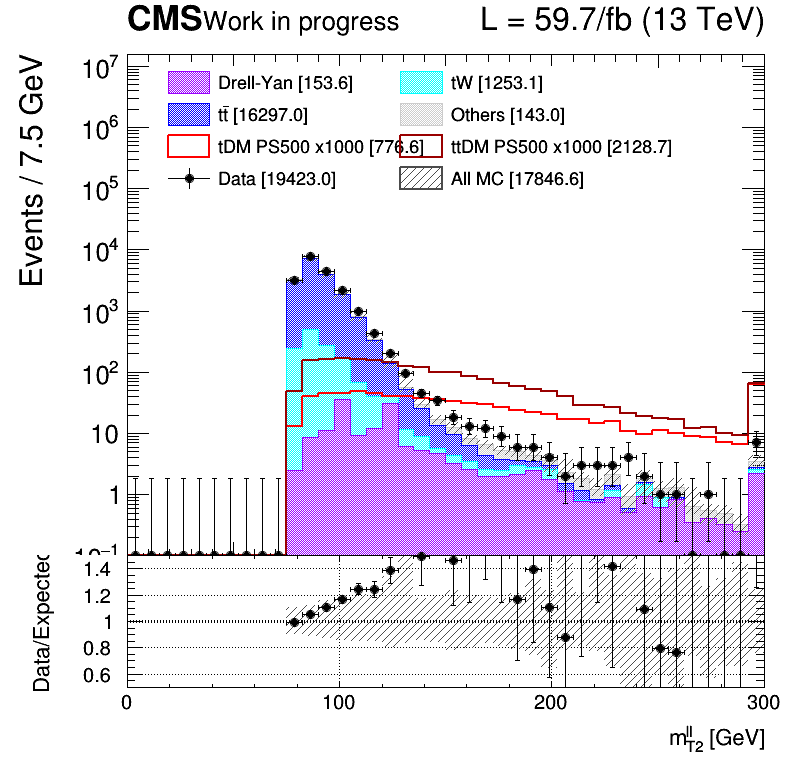 CMS Work in progress L = 59.7/fb (13 TeV)
Events / 7.5 GeV
10⁷
10⁶
10⁵
10⁴
10³
10²
10
1
10⁻¹
Drell-Yan [153.6]
tW [1253.1]
tt̄ [16297.0]
Others [143.0]
tDM PS500 x1000 [776.6]
ttDM PS500 x1000 [2128.7]
Data [19423.0]
All MC [17846.6]
Data/Expected
1.4
1.2
1
0.8
0.6
0 100 200 300
m_{T2}^{ll} [GeV]